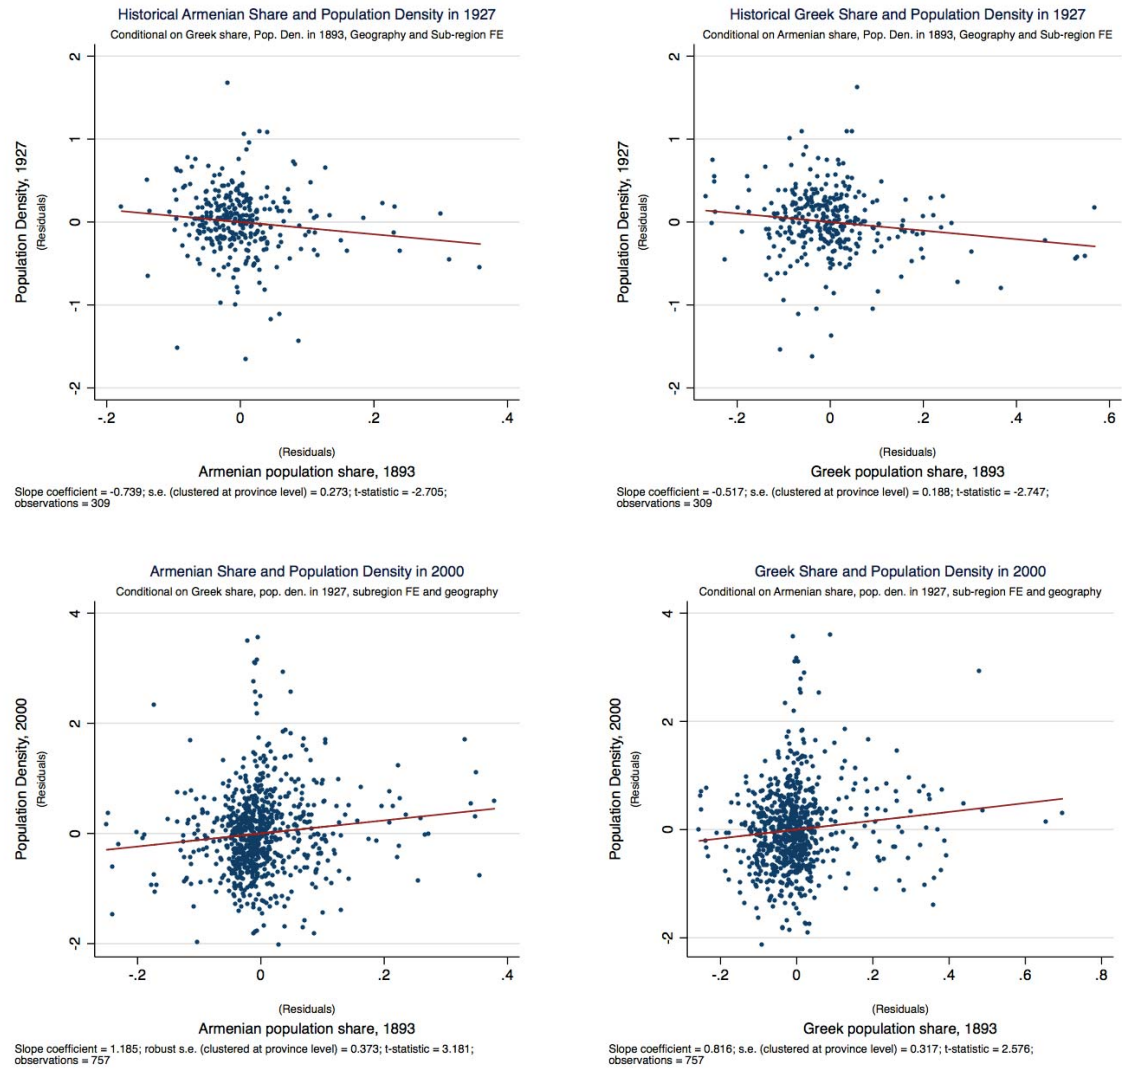 Historical Armenian Share and Population Density in 1927
Conditional on Greek share, Pop. Den. in 1893, Geography and Sub-region FE
Population Density, 1927
(Residuals)
2
1
0
-1
-2
-.2
0
.2
.4
(Residuals)
Armenian population share, 1893
Slope coefficient = -0.739; s.e. (clustered at province level) = 0.273; t-statistic = -2.705;
observations = 309
Historical Greek Share and Population Density in 1927
Conditional on Armenian share, Pop. Den. in 1893, Geography and Sub-region FE
Population Density, 1927
(Residuals)
2
1
0
-1
-2
-.2
0
.2
.4
.6
(Residuals)
Greek population share, 1893
Slope coefficient = -0.517; s.e. (clustered at province level) = 0.188; t-statistic = -2.747;
observations = 309
Armenian Share and Population Density in 2000
Conditional on Greek share, pop. den. in 1927, subregion FE and geography
Population Density, 2000
(Residuals)
4
2
0
-2
-.2
0
.2
.4
(Residuals)
Armenian population share, 1893
Slope coefficient = 1.185; robust s.e. (clustered at province level) = 0.373; t-statistic = 3.181;
observations = 757
Greek Share and Population Density in 2000
Conditional on Armenian share, pop. den. in 1927, sub-region FE and geography
Population Density, 2000
(Residuals)
4
2
0
-2
-.2
0
.2
.4
.6
.8
(Residuals)
Greek population share, 1893
Slope coefficient = 0.816; s.e. (clustered at province level) = 0.317; t-statistic = 2.576;
observations = 757